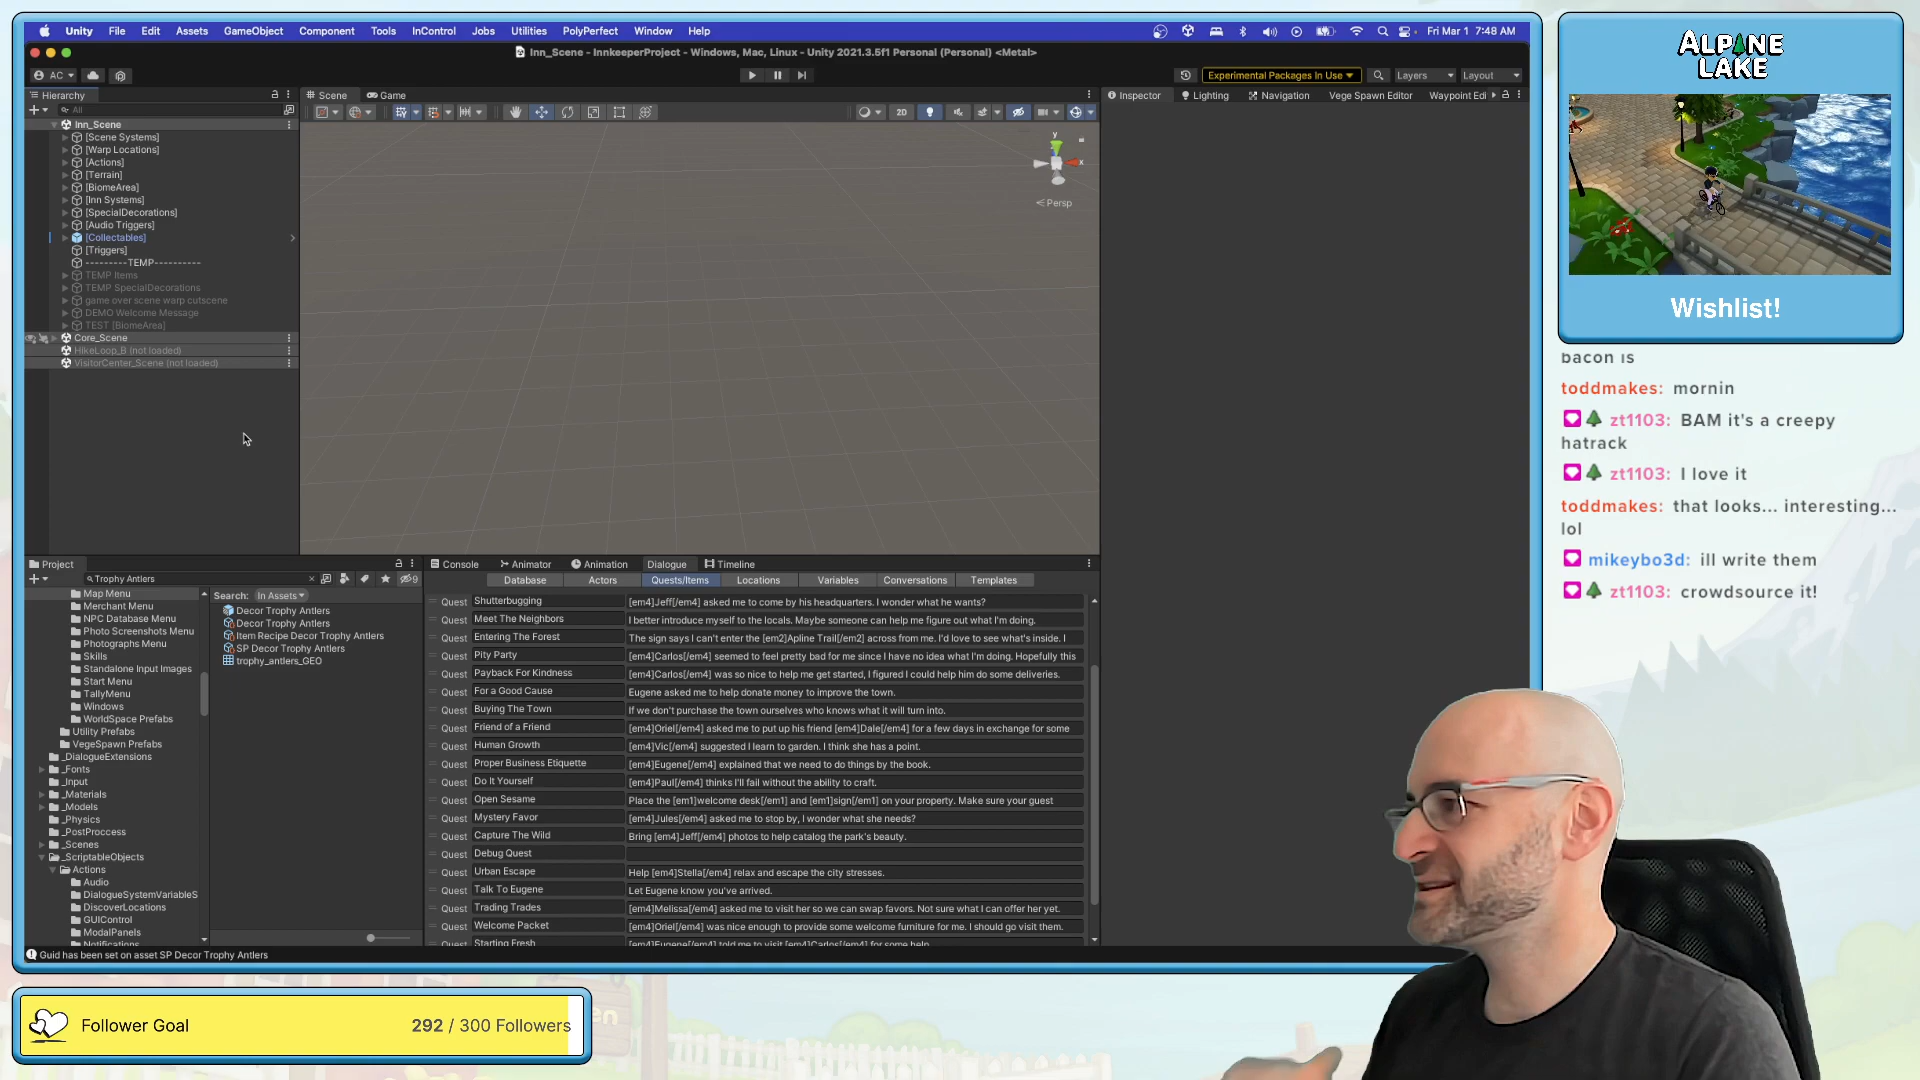 Unity File Edit Assets GameObject Component Tools InControl Jobs Utilities PolyPerfect Window Help Fri Mar 1 7:48 AM
Inn_Scene - InnkeeperProject - Windows, Mac, Linux - Unity 2021.3.5f1 Personal (Personal) <Metal>
AC Experimental Packages In Use Layers Layout
Hierarchy Scene Game Inspector Lighting Navigation Vege Spawn Editor Waypoint Edi
All 2D
Inn_Scene
[Scene Systems]
[Warp Locations]
[Actions]
[Terrain]
[BiomeArea]
[Inn Systems]
[SpecialDecorations]
[Audio Triggers]
[Collectables]
[Triggers]
---------TEMP----------
TEMP Items
TEMP SpecialDecorations
game over scene warp cutscene
DEMO Welcome Message
TEST [BiomeArea]
Core_Scene
HikeLoop_B (not loaded)
VisitorCenter_Scene (not loaded)
y
x
Persp
Project
Trophy Antlers
9
Map Menu
Merchant Menu
NPC Database Menu
Photo Screenshots Menu
Photographs Menu
Skills
Standalone Input Images
Start Menu
TallyMenu
Windows
WorldSpace Prefabs
Utility Prefabs
VegeSpawn Prefabs
_DialogueExtensions
_Fonts
_Input
_Materials
_Models
_Physics
_PostProccess
_Scenes
_ScriptableObjects
Actions
Audio
DialogueSystemVariableS
DiscoverLocations
GUIControl
ModalPanels
Notifications
Search: In Assets
Decor Trophy Antlers
Decor Trophy Antlers
Item Recipe Decor Trophy Antlers
SP Decor Trophy Antlers
trophy_antlers_GEO
Console Animator Animation Dialogue Timeline
Database Actors Quests/Items Locations Variables Conversations Templates
Quest Shutterbugging [em4]Jeff[/em4] asked me to come by his headquarters. I wonder what he wants?
Quest Meet The Neighbors I better introduce myself to the locals. Maybe someone can help me figure out what I'm doing.
Quest Entering The Forest The sign says I can't enter the [em2]Apline Trail[/em2] across from me. I'd love to see what's inside. I
Quest Pity Party [em4]Carlos[/em4] seemed to feel pretty bad for me since I have no idea what I'm doing. Hopefully this
Quest Payback For Kindness [em4]Carlos[/em4] was so nice to help me get started, I figured I could help him do some deliveries.
Quest For a Good Cause Eugene asked me to help donate money to improve the town.
Quest Buying The Town If we don't purchase the town ourselves who knows what it will turn into.
Quest Friend of a Friend [em4]Oriel[/em4] asked me to put up his friend [em4]Dale[/em4] for a few days in exchange for some
Quest Human Growth [em4]Vic[/em4] suggested I learn to garden. I think she has a point.
Quest Proper Business Etiquette [em4]Eugene[/em4] explained that we need to do things by the book.
Quest Do It Yourself [em4]Paul[/em4] thinks I'll fail without the ability to craft.
Quest Open Sesame Place the [em1]welcome desk[/em1] and [em1]sign[/em1] on your property. Make sure your guest
Quest Mystery Favor [em4]Jules[/em4] asked me to stop by, I wonder what she needs?
Quest Capture The Wild Bring [em4]Jeff[/em4] photos to help catalog the park's beauty.
Quest Debug Quest
Quest Urban Escape Help [em4]Stella[/em4] relax and escape the city stresses.
Quest Talk To Eugene Let Eugene know you've arrived.
Quest Trading Trades [em4]Melissa[/em4] asked me to visit her so we can swap favors. Not sure what I can offer her yet.
Quest Welcome Packet [em4]Oriel[/em4] was nice enough to provide some welcome furniture for me. I should go visit them.
Quest Starting Fresh [em4]Eugene[/em4] told me to visit [em4]Carlos[/em4] for some help.
Guid has been set on asset SP Decor Trophy Antlers
Follower Goal 292 / 300 Followers
ALPINE
LAKE
Wishlist!
bacon is
toddmakes: mornin
zt1103: BAM it's a creepy
hatrack
zt1103: I love it
toddmakes: that looks... interesting...
lol
mikeybo3d: ill write them
zt1103: crowdsource it!